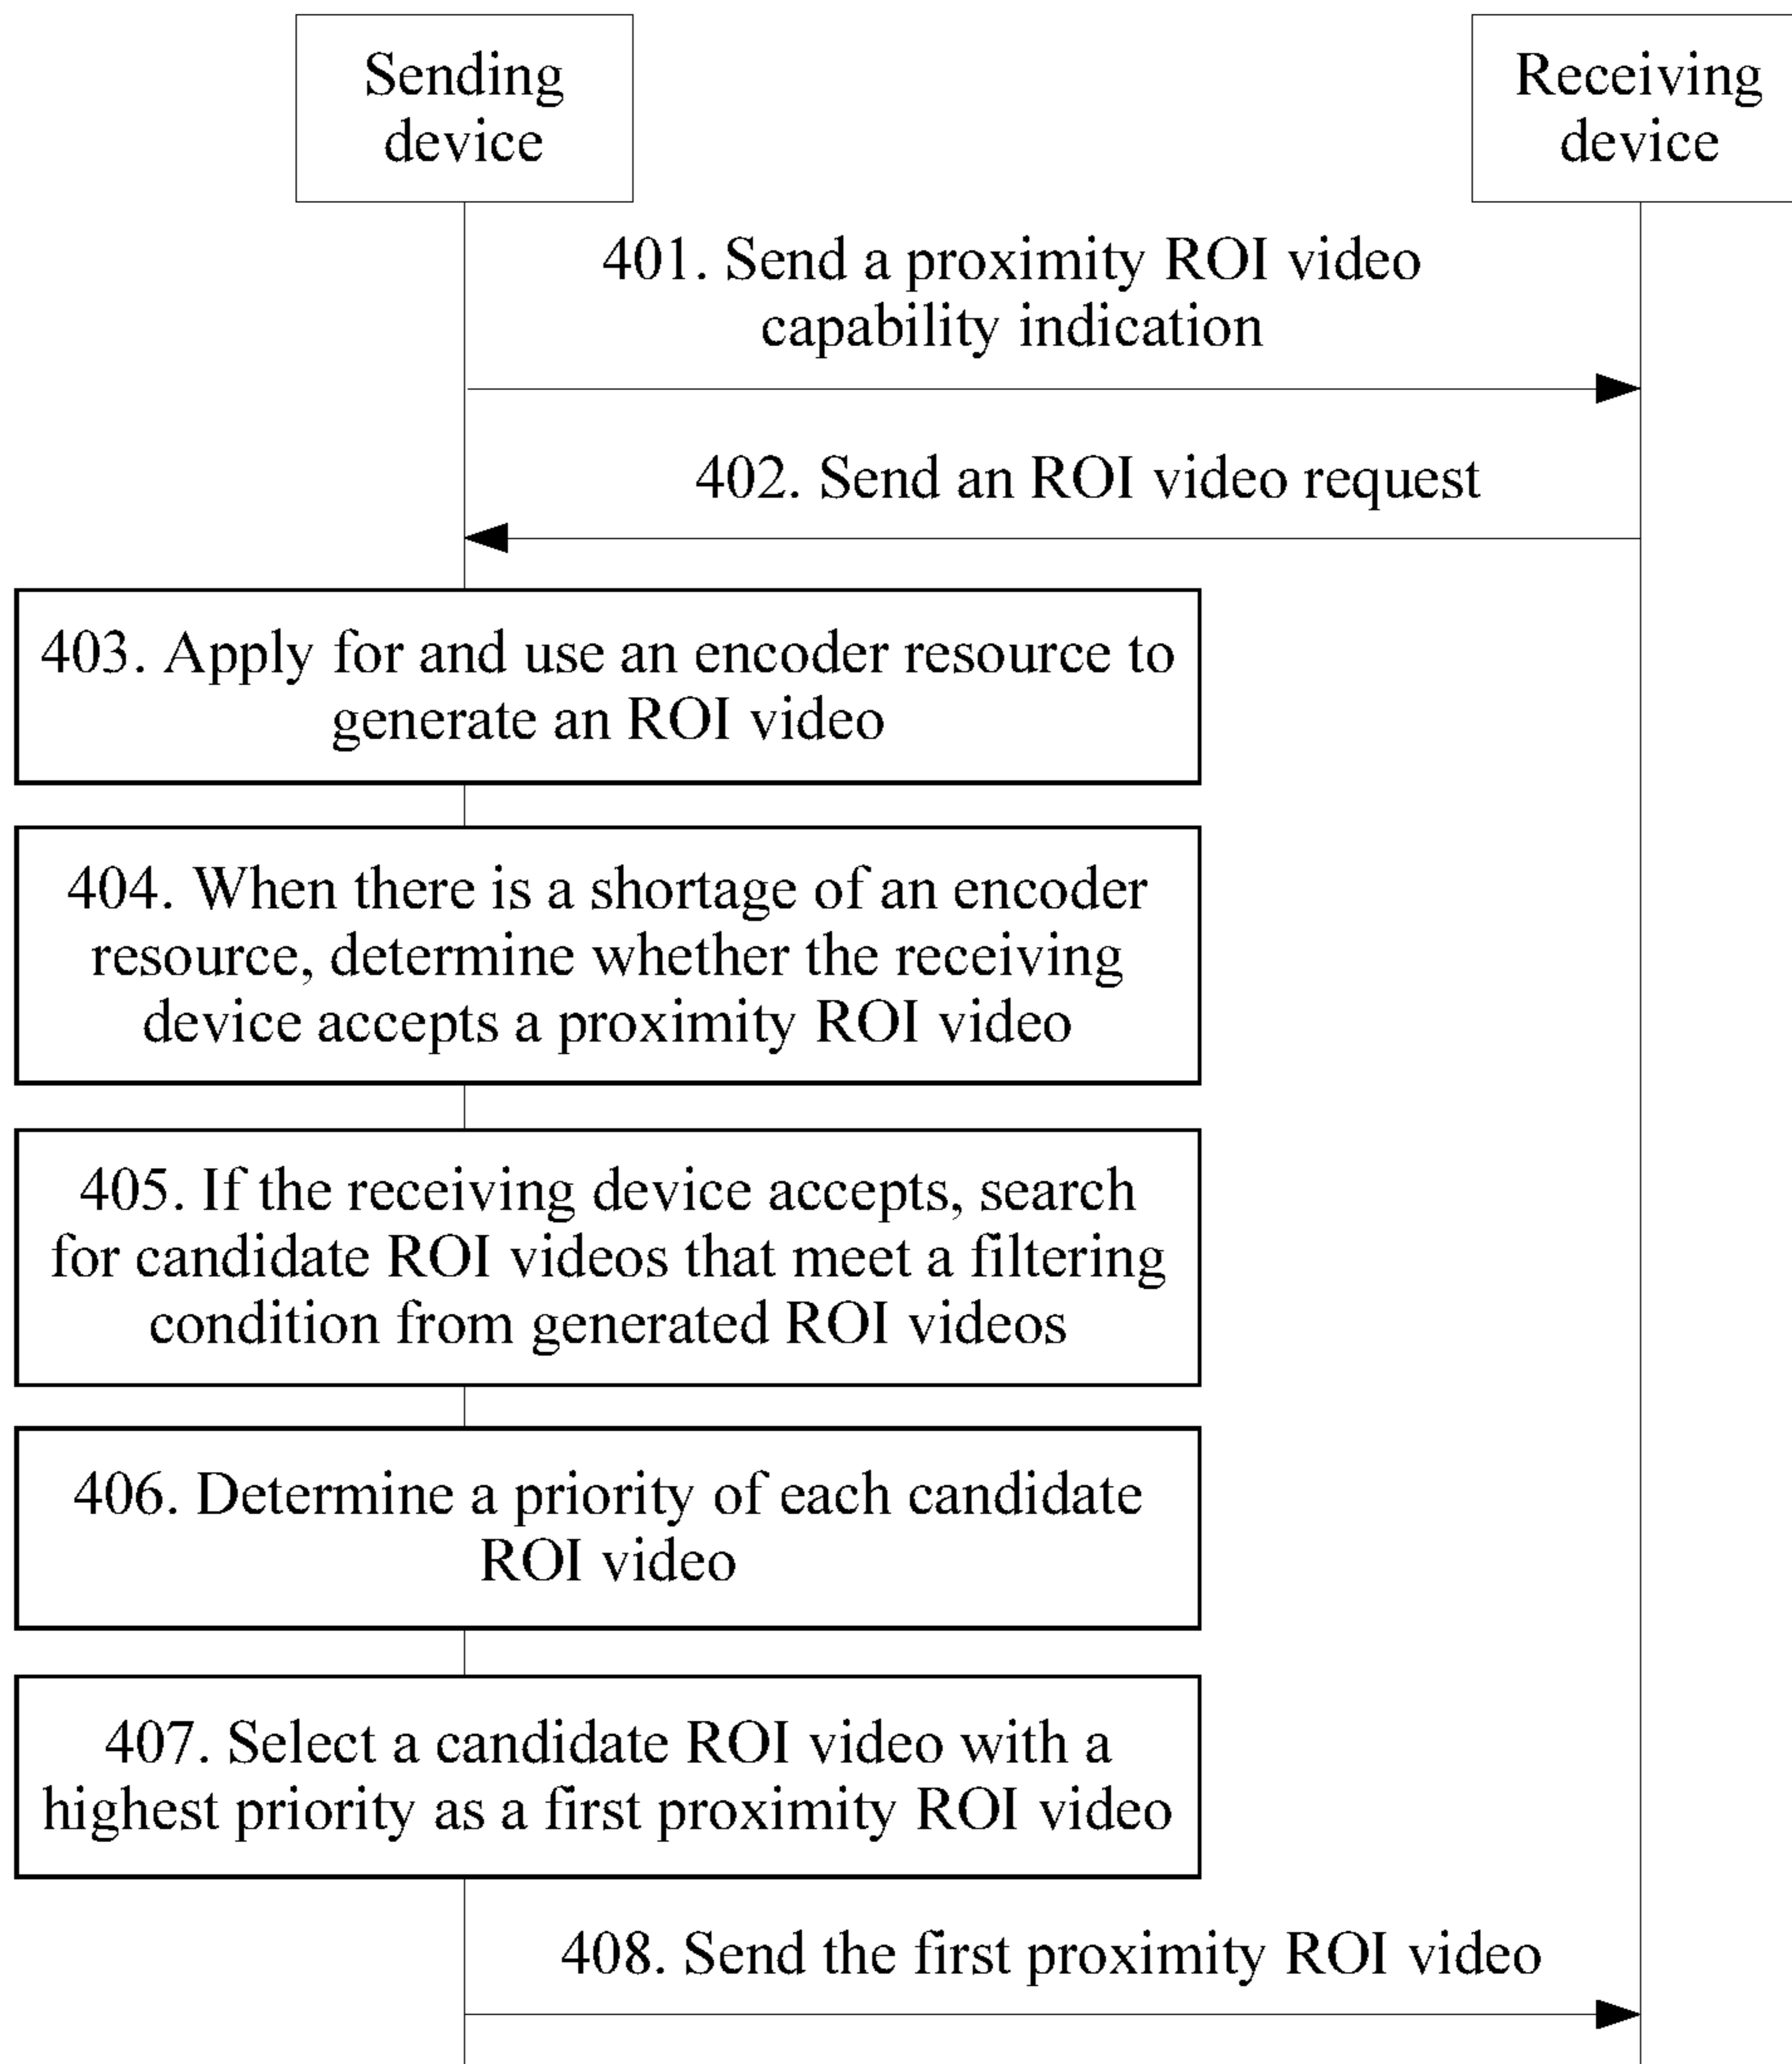 Sending
device
Receiving
device
401. Send a proximity ROI video
capability indication
402. Send an ROI video request
403. Apply for and use an encoder resource to
generate an ROI video
404. When there is a shortage of an encoder
resource, determine whether the receiving
device accepts a proximity ROI video
405. If the receiving device accepts, search
for candidate ROI videos that meet a filtering
condition from generated ROI videos
406. Determine a priority of each candidate
ROI video
407. Select a candidate ROI video with a
highest priority as a first proximity ROI video
408. Send the first proximity ROI video